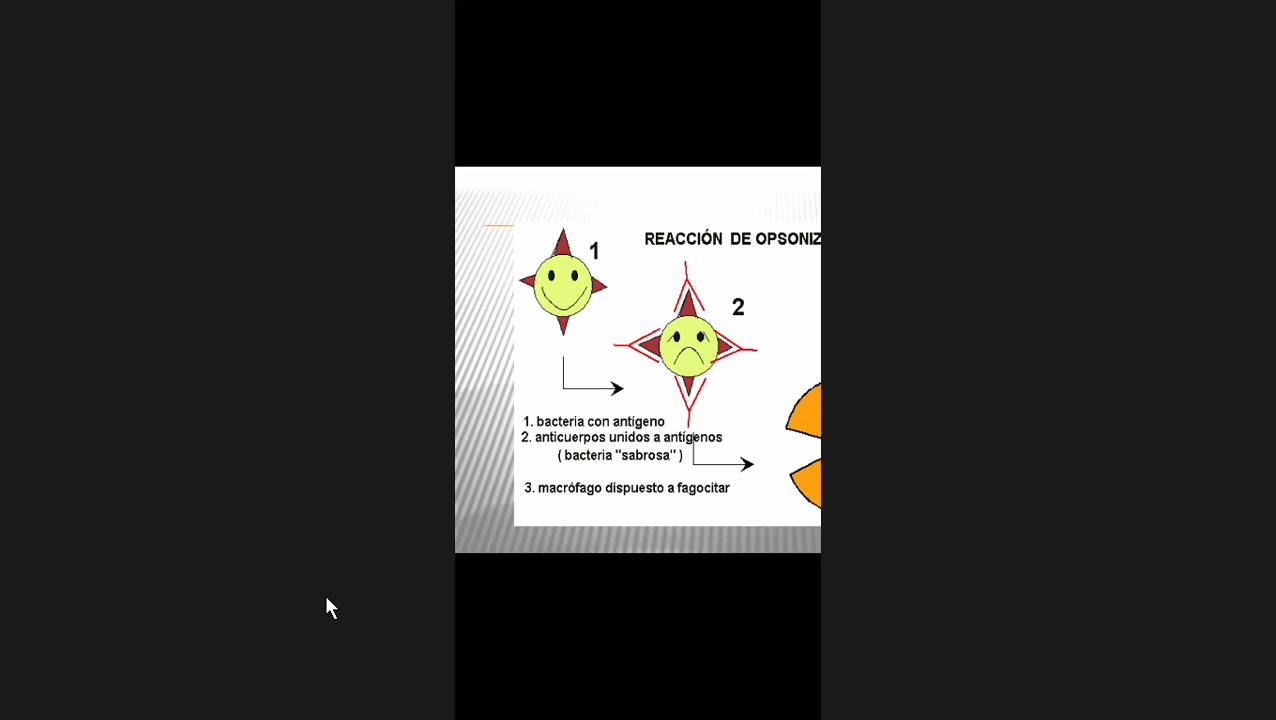 1
REACCIÓN DE OPSONIZ
2
1. bacteria con antígeno
2. anticuerpos unidos a antígenos
( bacteria "sabrosa" )
3. macrófago dispuesto a fagocitar